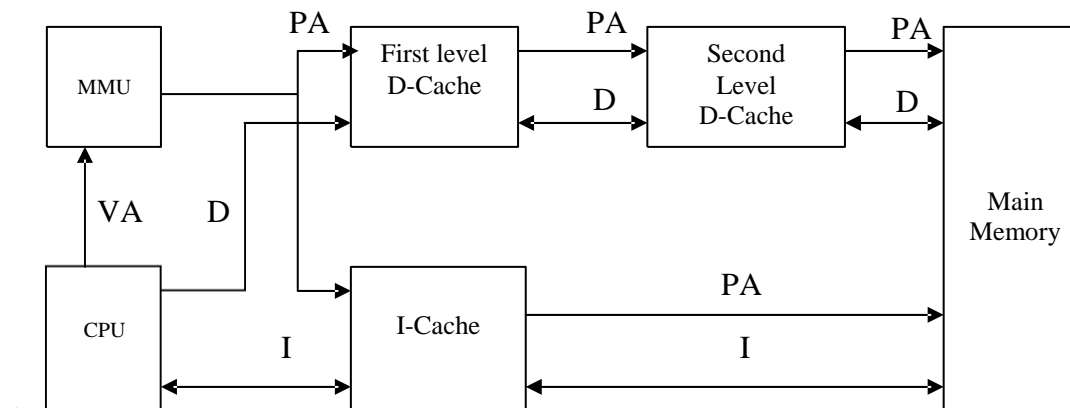 PA
PA
PA
First level
D-Cache
Second
Level
D-Cache
MMU
D
D
VA
D
Main
Memory
PA
CPU
I-Cache
I
I